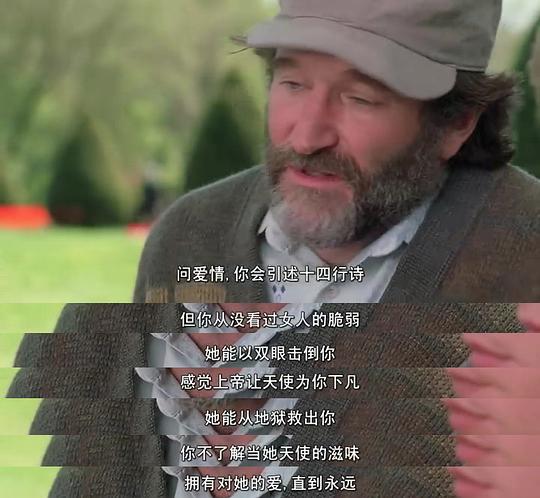 问爱情,你会引述十四行诗
但你从没看过女人的脆弱
她能以双眼击倒你
感觉上帝让天使为你下凡
她能从地狱救出你
你不了解当她天使的滋味
拥有对她的爱,直到永远